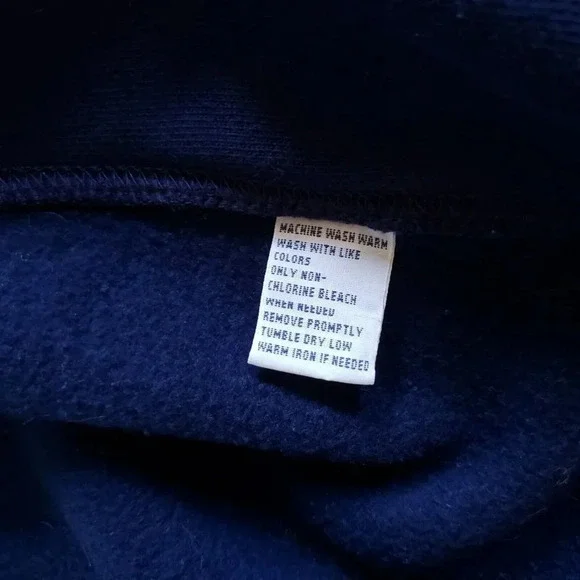 MACHINE WASH WARM
WASH WITH LIKE
COLORS
ONLY NON-
CHLORINE BLEACH
WHEN NEEDED
REMOVE PROMPTLY
TUMBLE DRY LOW
WARM IRON IF NEEDED